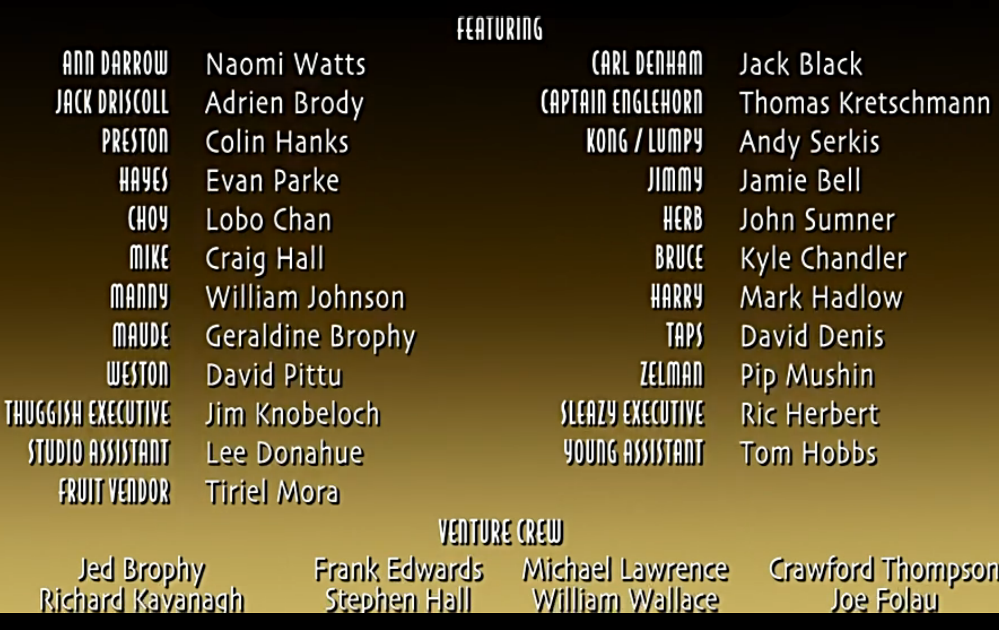 FEATURING
ANN DARROW Naomi Watts CARL DENHAM Jack Black
JACK DRISCOLL Adrien Brody CAPTAIN ENGLEHORN Thomas Kretschmann
PRESTON Colin Hanks KONG / LUMPY Andy Serkis
HAYES Evan Parke JIMMY Jamie Bell
CHOY Lobo Chan HERB John Sumner
MIKE Craig Hall BRUCE Kyle Chandler
MANNY William Johnson HARRY Mark Hadlow
MAUDE Geraldine Brophy TAPS David Denis
WESTON David Pittu ZELMAN Pip Mushin
THUGGISH EXECUTIVE Jim Knobeloch SLEAZY EXECUTIVE Ric Herbert
STUDIO ASSISTANT Lee Donahue YOUNG ASSISTANT Tom Hobbs
FRUIT VENDOR Tiriel Mora
VENTURE CREW
Jed Brophy Frank Edwards Michael Lawrence Crawford Thompson
Richard Kavanagh Stephen Hall William Wallace Joe Folau